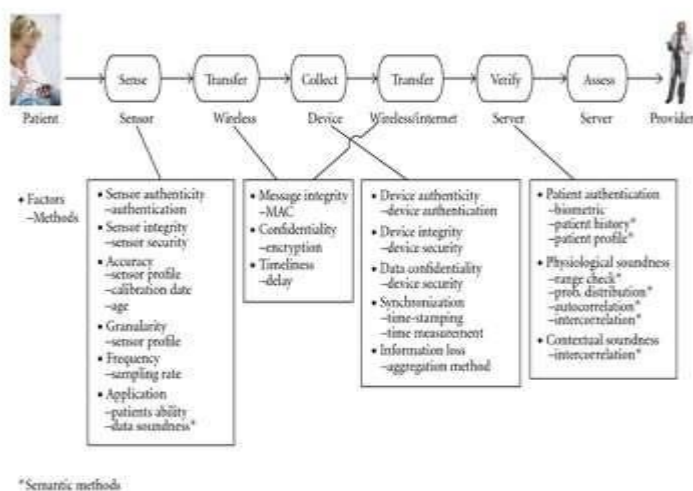 Sense
Transfer
Collect
Transfer
Verify
Assess
Patient
Sensor
Wireless
Device
Wireless/internet
Server
Server
Provider
• Factors
–Methods
• Sensor authenticity
–authentication
• Sensor integrity
–sensor security
• Accuracy
–sensor profile
–calibration date
–age
• Granularity
–sensor profile
• Frequency
–sampling rate
• Application
–patients ability
–data soundness*
• Message integrity
–MAC
• Confidentiality
–encryption
• Timeliness
–delay
• Device authenticity
–device authentication
• Device integrity
–device security
• Data confidentiality
–device security
• Synchronization
–time-stamping
–time measurement
• Information loss
–aggregation method
• Patient authentication
–biometric
–patient history*
–patient profile*
• Physiological soundness
–range check*
–prob. distribution*
–autocorrelation*
–intercorrelation*
• Contextual soundness
–intercorrelation*
*Semantic methods